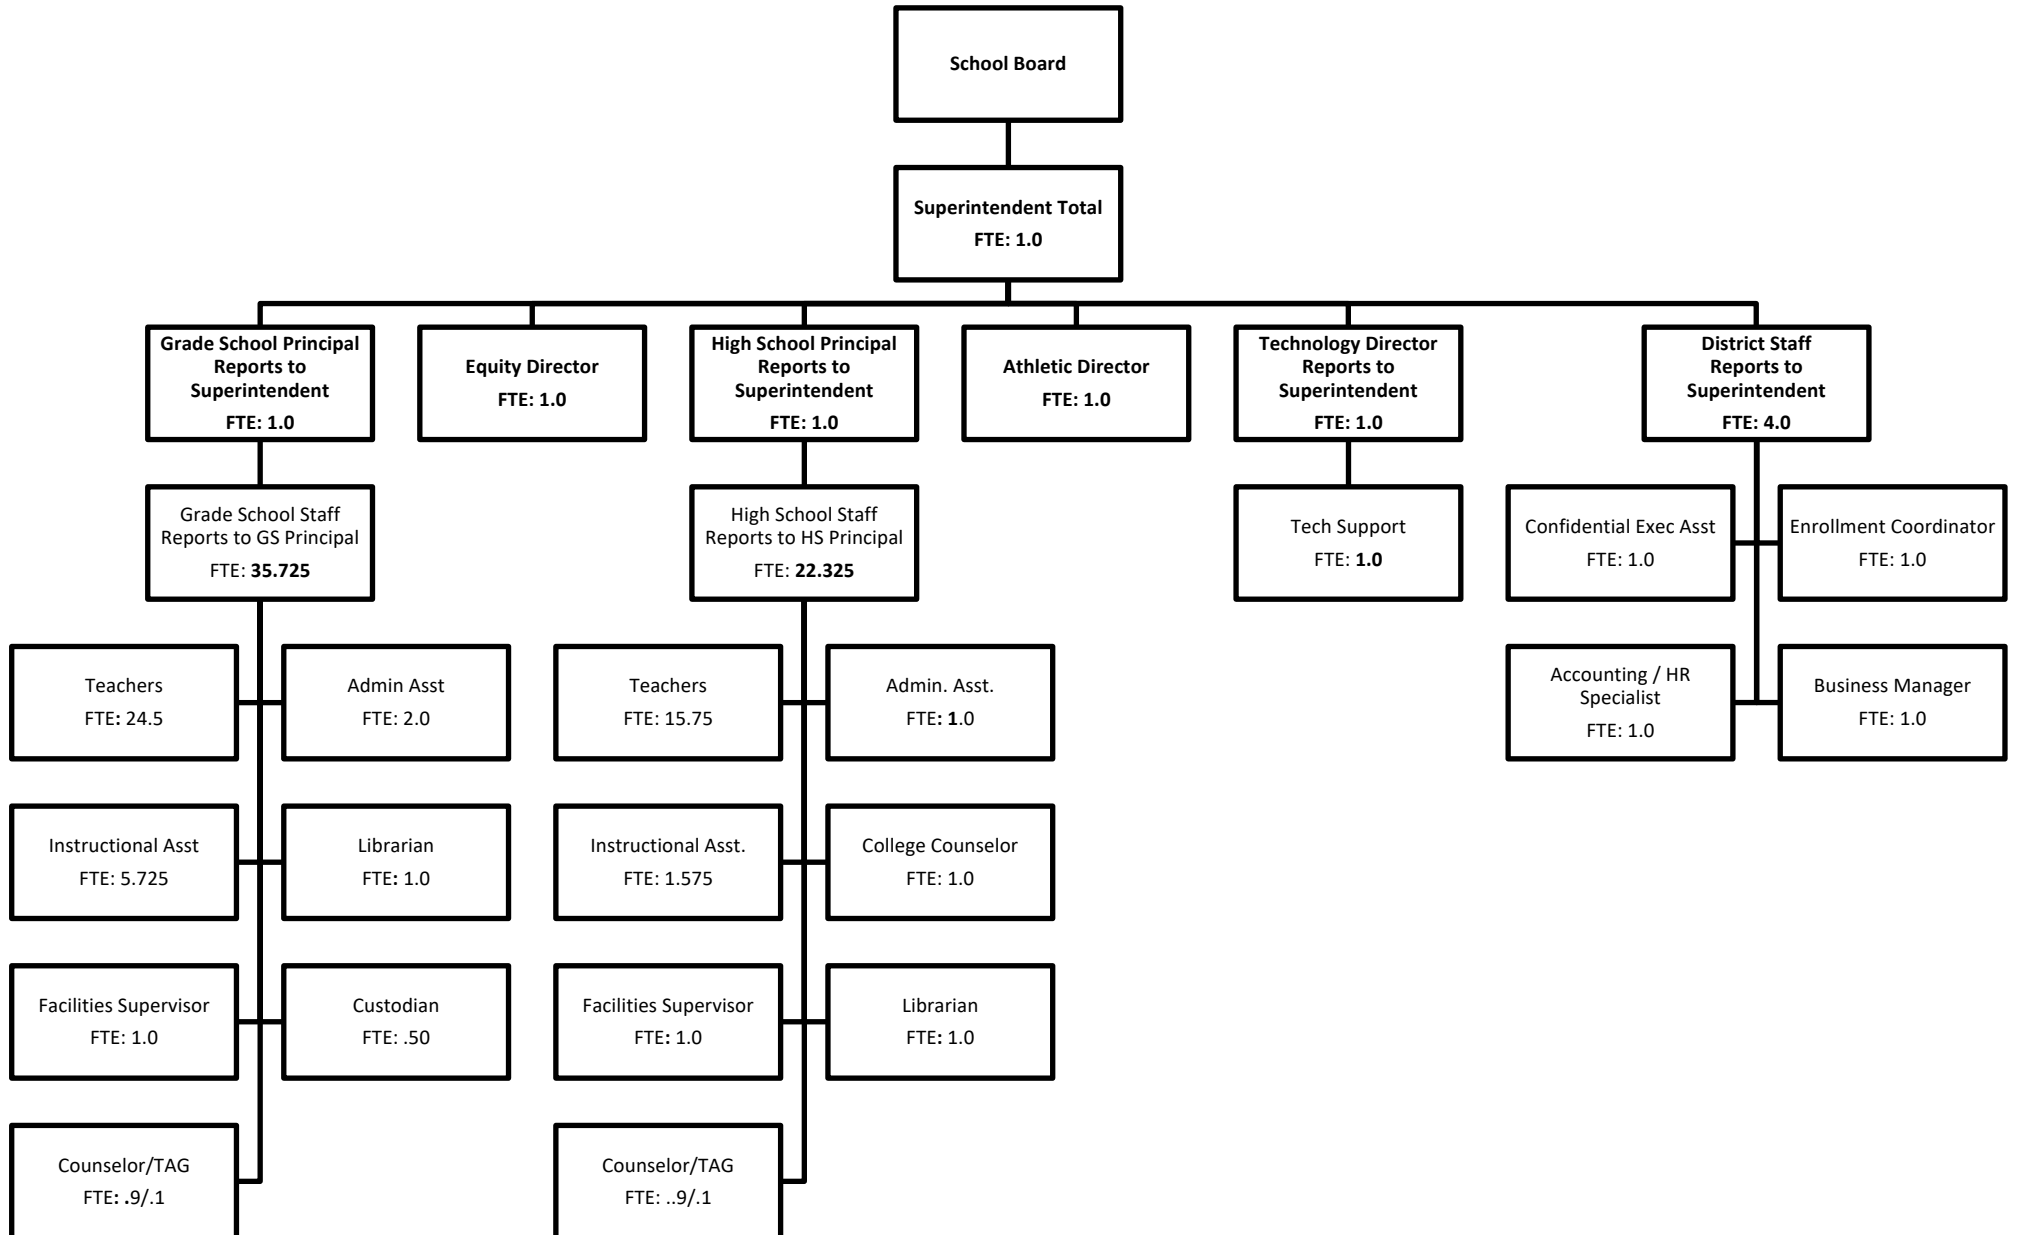 School Board
Superintendent Total
FTE: 1.0
Grade School Principal
Reports to
Superintendent
FTE: 1.0
Equity Director
FTE: 1.0
High School Principal
Reports to
Superintendent
FTE: 1.0
Athletic Director
FTE: 1.0
Technology Director
Reports to
Superintendent
FTE: 1.0
District Staff
Reports to
Superintendent
FTE: 4.0
Grade School Staff
Reports to GS Principal
FTE: 35.725
High School Staff
Reports to HS Principal
FTE: 22.325
Tech Support
FTE: 1.0
Confidential Exec Asst
FTE: 1.0
Enrollment Coordinator
FTE: 1.0
Teachers
FTE: 24.5
Admin Asst
FTE: 2.0
Teachers
FTE: 15.75
Admin. Asst.
FTE: 1.0
Accounting / HR
Specialist
FTE: 1.0
Business Manager
FTE: 1.0
Instructional Asst
FTE: 5.725
Librarian
FTE: 1.0
Instructional Asst.
FTE: 1.575
College Counselor
FTE: 1.0
Facilities Supervisor
FTE: 1.0
Custodian
FTE: .50
Facilities Supervisor
FTE: 1.0
Librarian
FTE: 1.0
Counselor/TAG
FTE: .9/.1
Counselor/TAG
FTE: ..9/.1